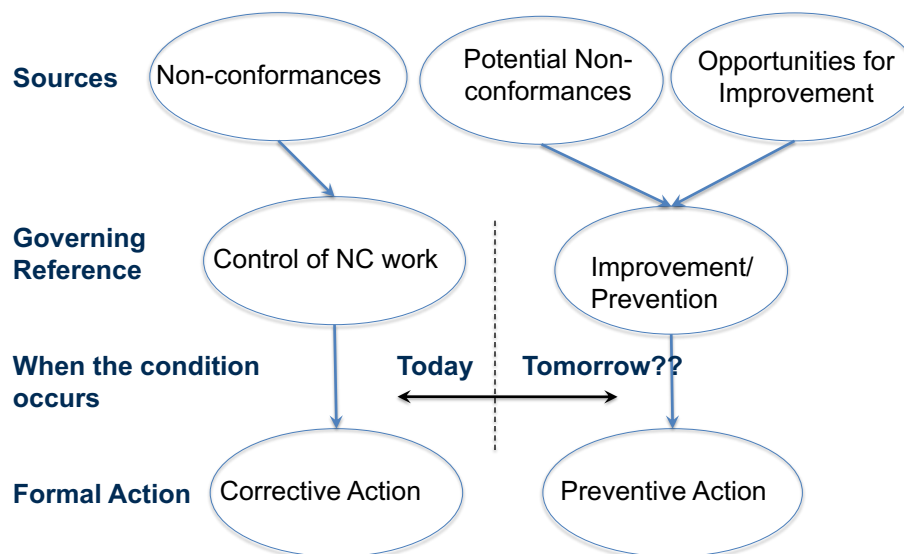 Sources
Non-conformances
Potential Non-
conformances
Opportunities for
Improvement
Governing
Reference
Control of NC work
Improvement/
Prevention
When the condition
occurs
Today
Tomorrow??
Formal Action
Corrective Action
Preventive Action